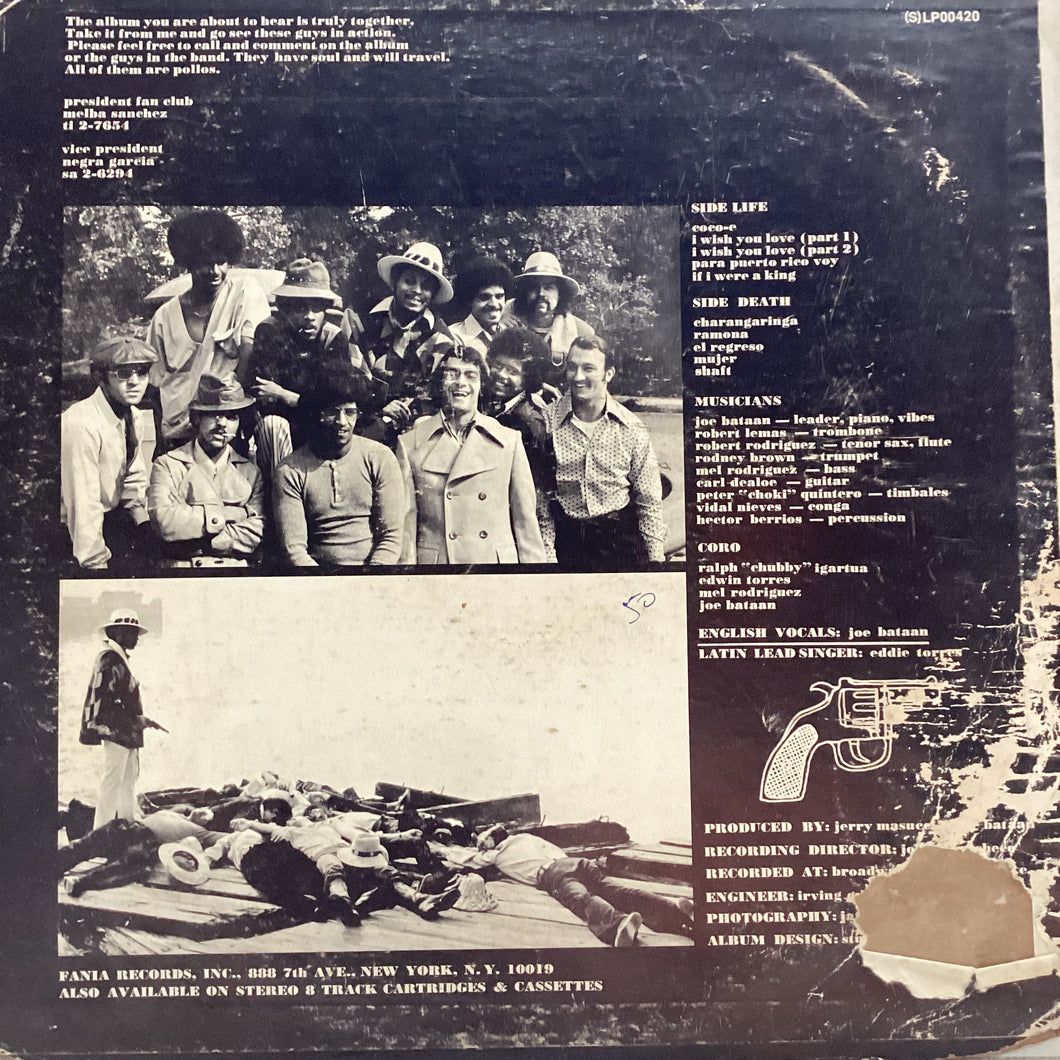 The album you are about to hear is truly together.
Take it from me and go see these guys in action.
Please feel free to call and comment on the album
or the guys in the band. They have soul and will travel.
All of them are pollos.
president fan club
melba sanchez
ti 2-7654
vice president
negra garcia
sa 2-6294
(S)LP00420
SIDE LIFE
coco-e
i wish you love (part 1)
i wish you love (part 2)
para puerto rico voy
if i were a king
SIDE DEATH
charangaringa
ramona
el regreso
mujer
shaft
MUSICIANS
joe bataan — leader, piano, vibes
robert lemas — trombone
robert rodriguez — tenor sax, flute
rodney brown — trumpet
mel rodriguez — bass
carl dealoe — guitar
peter "choki" quintero — timbales
vidal nieves — conga
hector berrios — percussion
CORO
ralph "chubby" igartua
edwin torres
mel rodriguez
joe bataan
ENGLISH VOCALS: joe bataan
LATIN LEAD SINGER: eddie torres
50
PRODUCED BY: jerry bataan
RECORDING DIRECTOR:
RECORDED AT:
ENGINEER: irving
PHOTOGRAPHY:
ALBUM DESIGN:
FANIA RECORDS, INC., 888 7th AVE., NEW YORK, N.Y. 10019
ALSO AVAILABLE ON STEREO 8 TRACK CARTRIDGES & CASSETTES